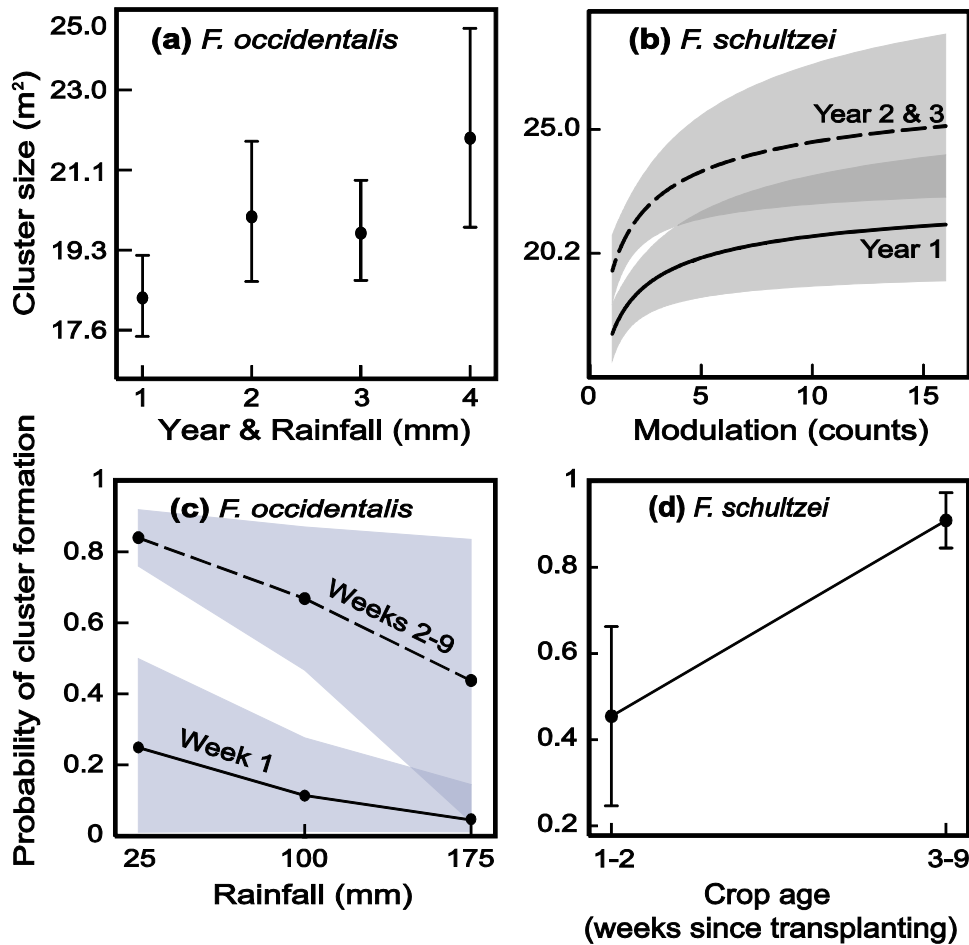 (a) F. occidentalis
Cluster size (m²)
25.0
23.0
21.1
19.3
17.6
1 2 3 4
Year & Rainfall (mm)
(b) F. schultzei
Year 2 & 3
Year 1
25.0
20.2
0 5 10 15
Modulation (counts)
(c) F. occidentalis
Probability of cluster formation
1
0.8
0.6
0.4
0.2
0
Weeks 2-9
Week 1
25 100 175
Rainfall (mm)
(d) F. schultzei
1
0.8
0.6
0.4
0.2
1-2 3-9
Crop age
(weeks since transplanting)